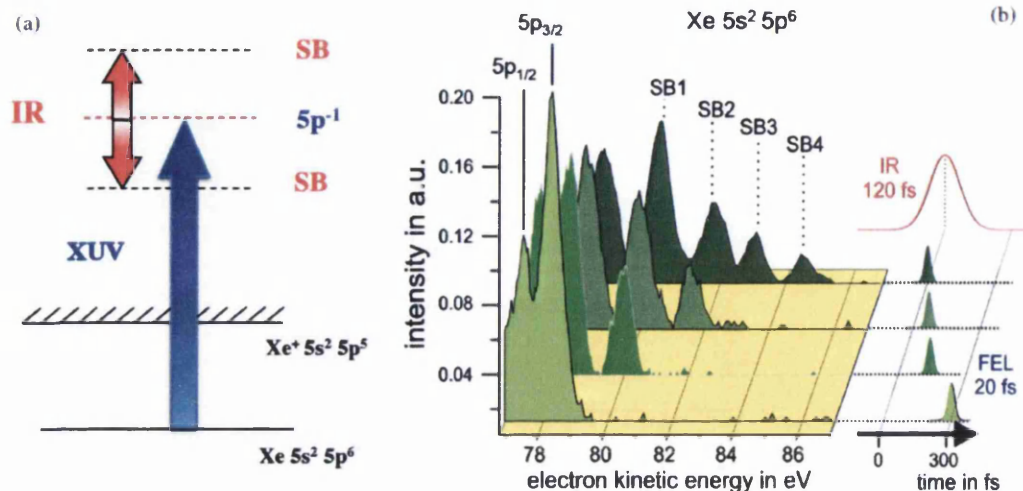 (a)
SB
IR
5p⁻¹
SB
XUV
Xe⁺ 5s² 5p⁵
Xe 5s² 5p⁶
(b)
Xe 5s² 5p⁶
5p₃/₂
5p₁/₂
SB1
SB2
SB3
SB4
0.20
0.16
0.12
0.08
0.04
intensity in a.u.
78 80 82 84 86
electron kinetic energy in eV
IR
120 fs
FEL
20 fs
0 300
time in fs